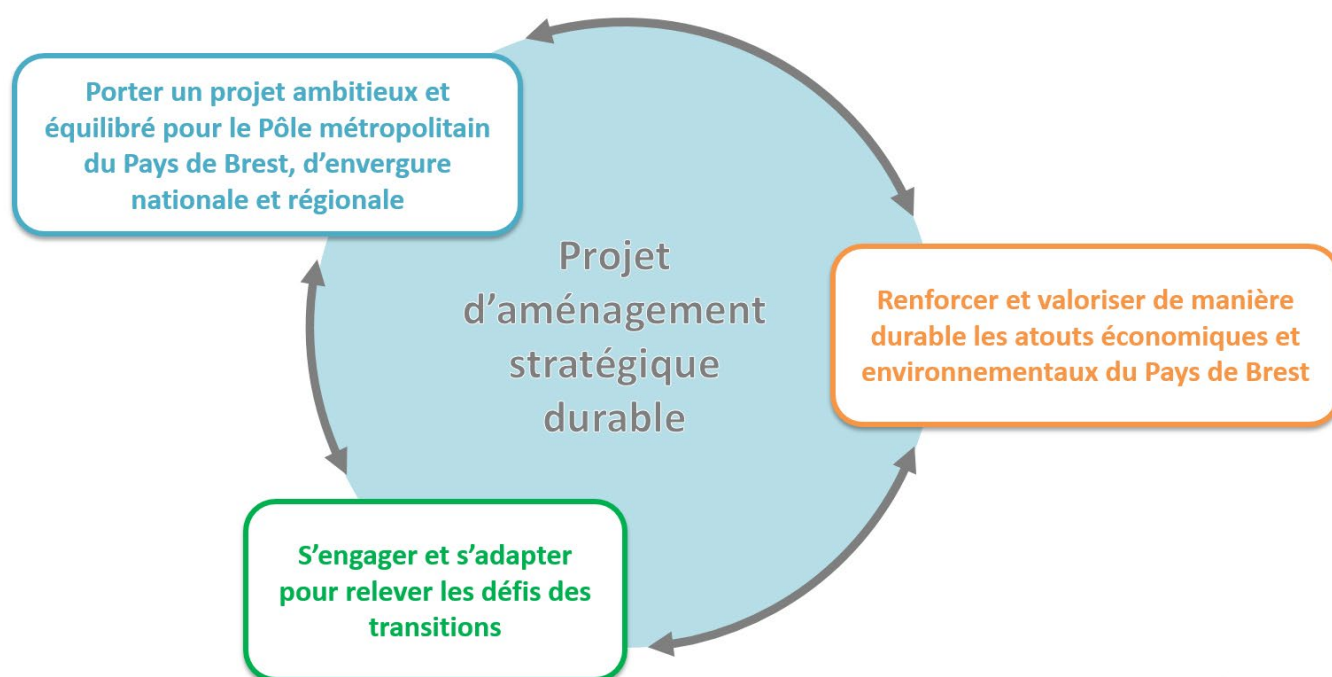 Porter un projet ambitieux et
équilibré pour le Pôle métropolitain
du Pays de Brest, d’envergure
nationale et régionale
Projet
d’aménagement
stratégique
durable
Renforcer et valoriser de manière
durable les atouts économiques et
environnementaux du Pays de Brest
S’engager et s’adapter
pour relever les défis des
transitions